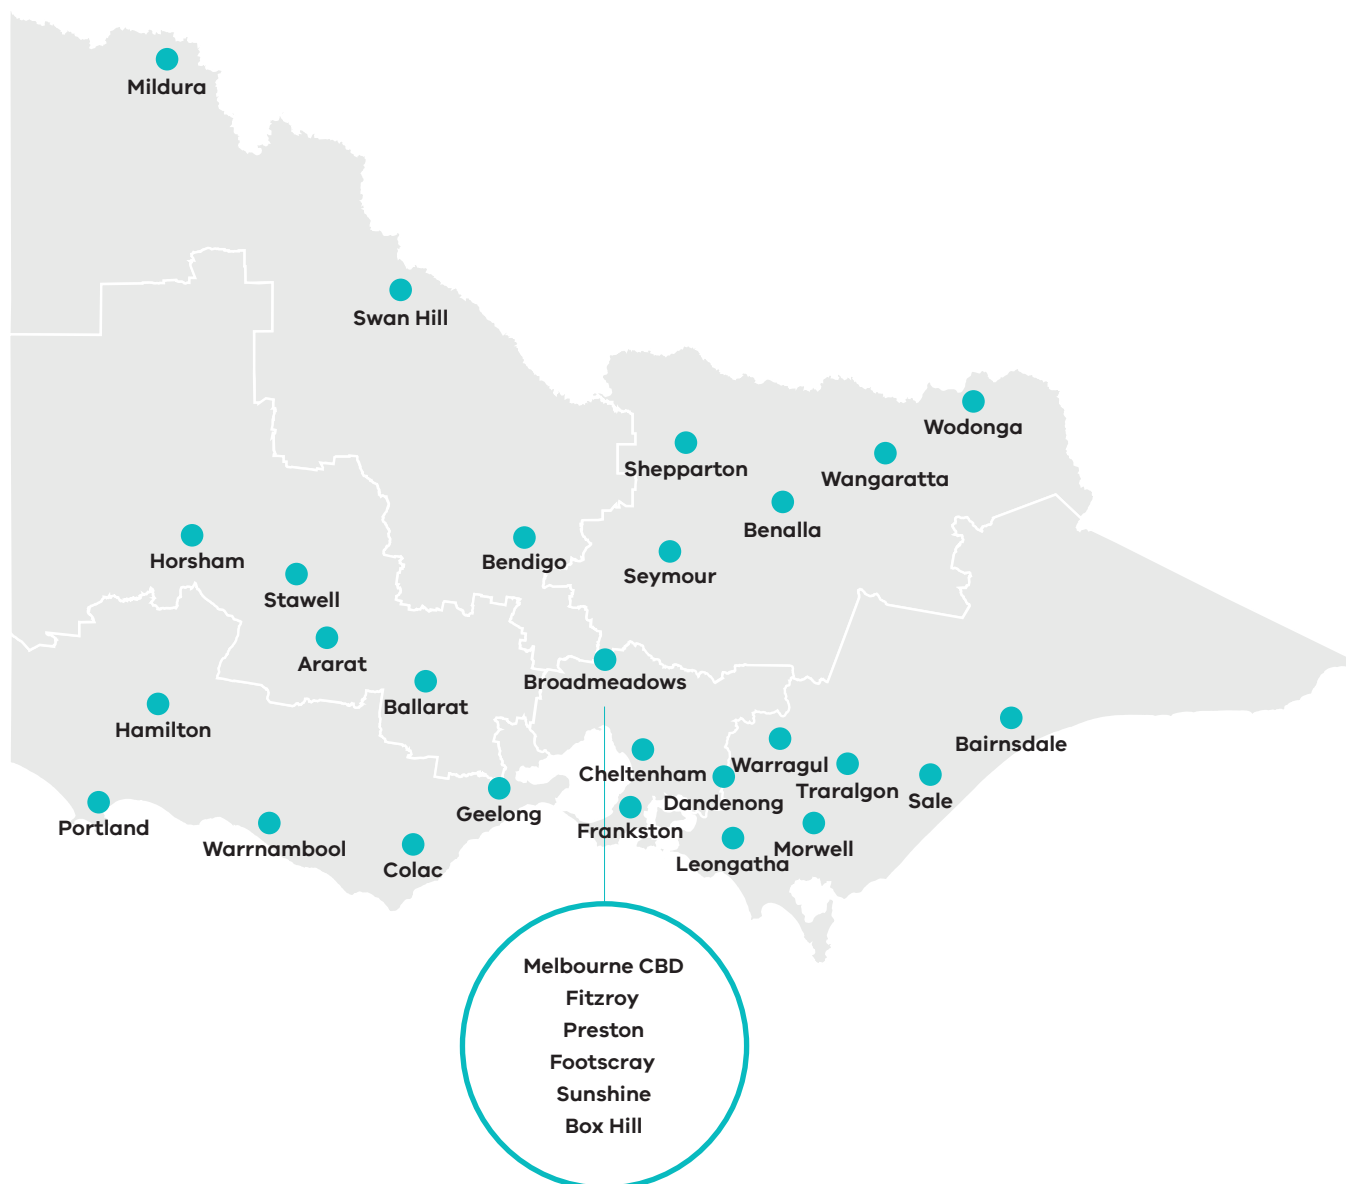 Mildura
Swan Hill
Wodonga
Shepparton
Wangaratta
Benalla
Horsham
Bendigo
Seymour
Stawell
Ararat
Broadmeadows
Ballarat
Hamilton
Bairnsdale
Warragul
Cheltenham
Traralgon
Sale
Dandenong
Geelong
Portland
Frankston
Warrnambool
Morwell
Leongatha
Colac
Melbourne CBD
Fitzroy
Preston
Footscray
Sunshine
Box Hill